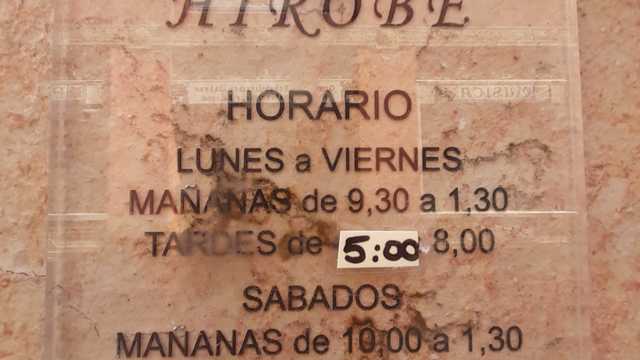 HIROBE
HORARIO
LUNES a VIERNES
MAÑANAS de 9,30 a 1,30
TARDES de 5:00 8,00
SABADOS
MAÑANAS de 10,00 a 1,30